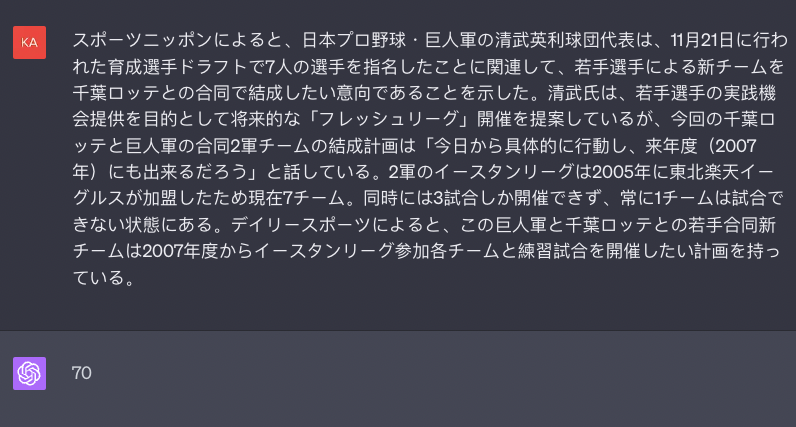 KA
スポーツニッポンによると、日本プロ野球・巨人軍の清武英利球団代表は、11月21日に行わ
れた育成選手ドラフトで7人の選手を指名したことに関連して、若手選手による新チームを
千葉ロッテとの合同で結成したい意向であることを示した。清武氏は、若手選手の実践機
会提供を目的として将来的な「フレッシュリーグ」開催を提案しているが、今回の千葉ロ
ッテと巨人軍の合同2軍チームの結成計画は「今日から具体的に行動し、来年度（2007
年）にも出来るだろう」と話している。2軍のイースタンリーグは2005年に東北楽天イー
グルスが加盟したため現在7チーム。同時には3試合しか開催できず、常に1チームは試合で
きない状態にある。デイリースポーツによると、この巨人軍と千葉ロッテとの若手合同新
チームは2007年度からイースタンリーグ参加各チームと練習試合を開催したい計画を持っ
ている。
70